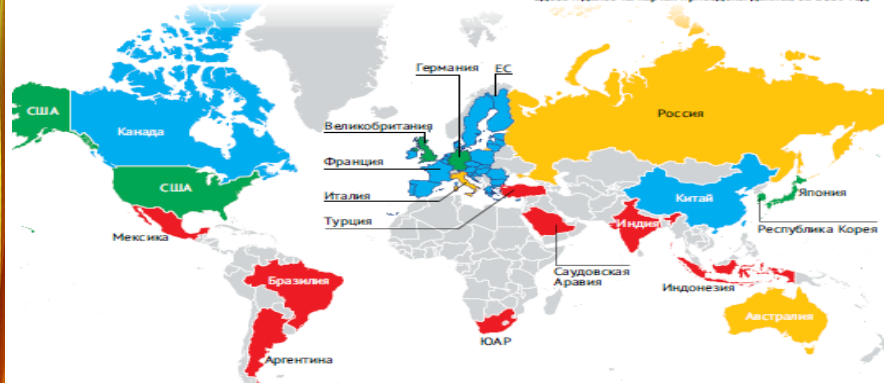 Германия
ЕС
США
Канада
Россия
Великобритания
Франция
США
Италия
Китай
Япония
Турция
Индия
Мексика
Республика Корея
Саудовская
Аравия
Бразилия
Индонезия
Австралия
ЮАР
Аргентина